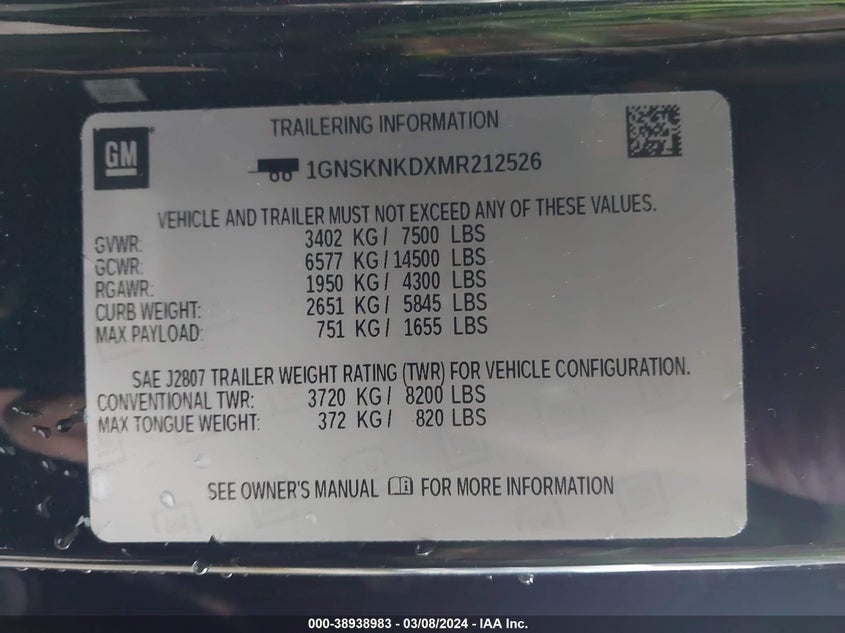 GM
TRAILERING INFORMATION
1GNSKNKDXMR212526
VEHICLE AND TRAILER MUST NOT EXCEED ANY OF THESE VALUES.
GVWR: 3402 KG / 7500 LBS
GCWR: 6577 KG / 14500 LBS
RGAWR: 1950 KG / 4300 LBS
CURB WEIGHT: 2651 KG / 5845 LBS
MAX PAYLOAD: 751 KG / 1655 LBS
SAE J2807 TRAILER WEIGHT RATING (TWR) FOR VEHICLE CONFIGURATION.
CONVENTIONAL TWR: 3720 KG / 8200 LBS
MAX TONGUE WEIGHT: 372 KG / 820 LBS
SEE OWNER'S MANUAL FOR MORE INFORMATION
000-38938983 - 03/08/2024 - IAA Inc.